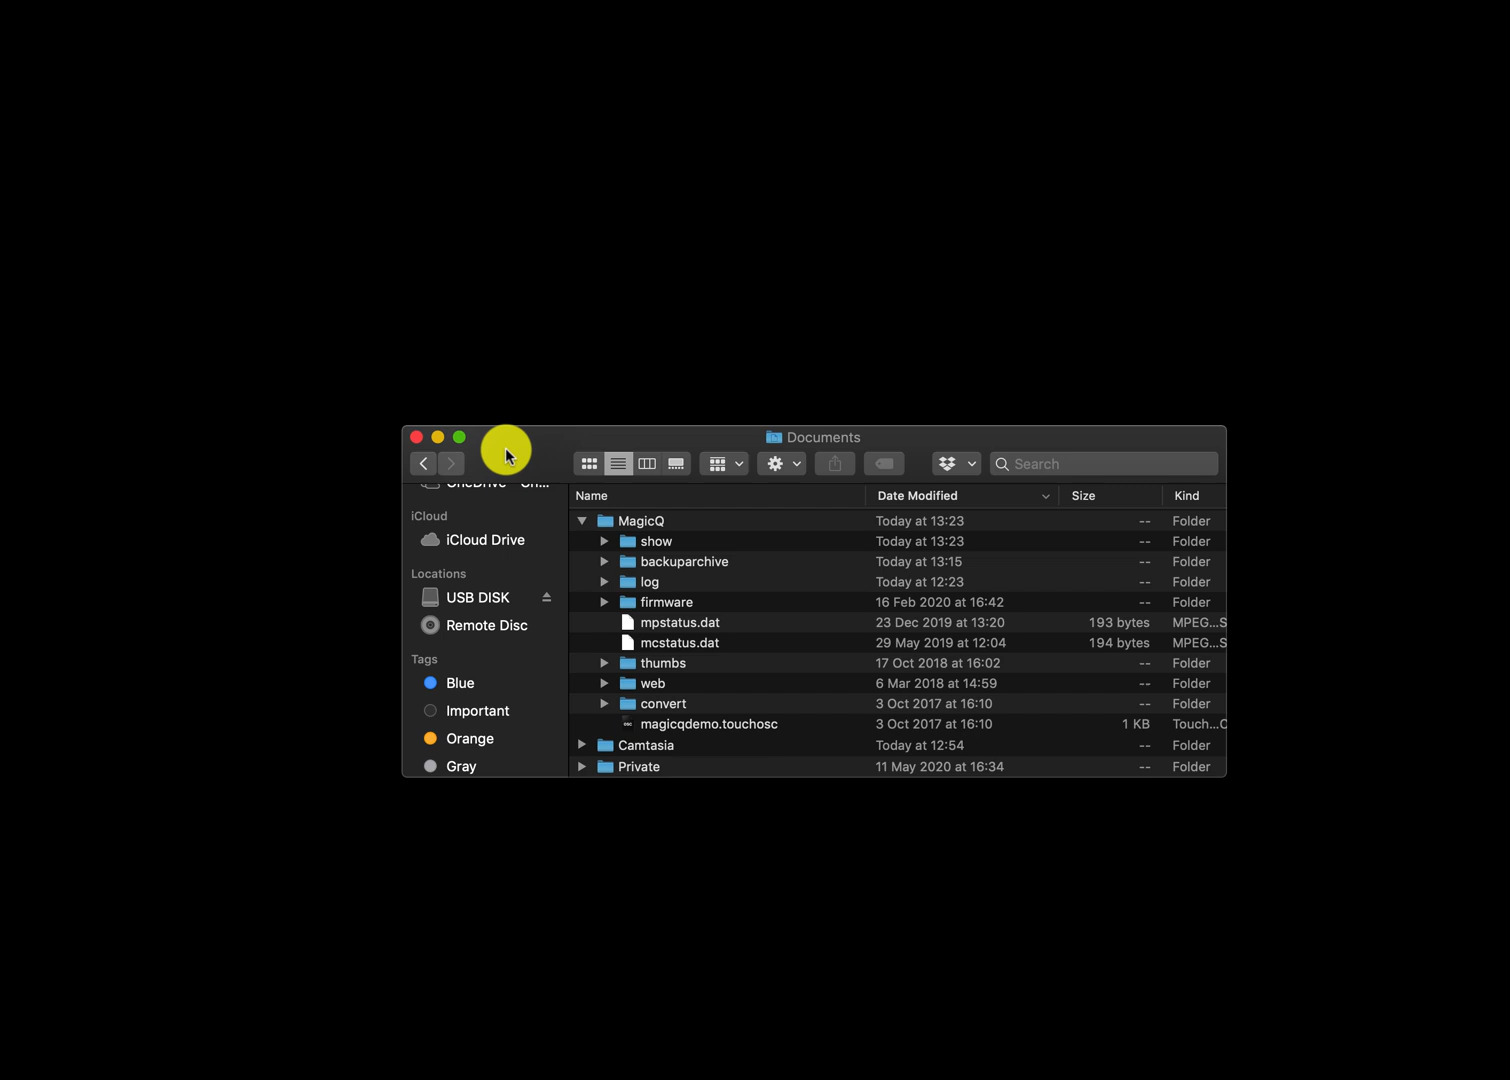 Documents
Search
iCloud
iCloud Drive
Locations
USB DISK
Remote Disc
Tags
Blue
Important
Orange
Gray
Name Date Modified Size Kind
MagicQ Today at 13:23 -- Folder
show Today at 13:23 -- Folder
backuparchive Today at 13:15 -- Folder
log Today at 12:23 -- Folder
firmware 16 Feb 2020 at 16:42 -- Folder
mpstatus.dat 23 Dec 2019 at 13:20 193 bytes MPEG...S
mcstatus.dat 29 May 2019 at 12:04 194 bytes MPEG...S
thumbs 17 Oct 2018 at 16:02 -- Folder
web 6 Mar 2018 at 14:59 -- Folder
convert 3 Oct 2017 at 16:10 -- Folder
magicqdemo.touchosc 3 Oct 2017 at 16:10 1 KB Touch...C
Camtasia Today at 12:54 -- Folder
Private 11 May 2020 at 16:34 -- Folder